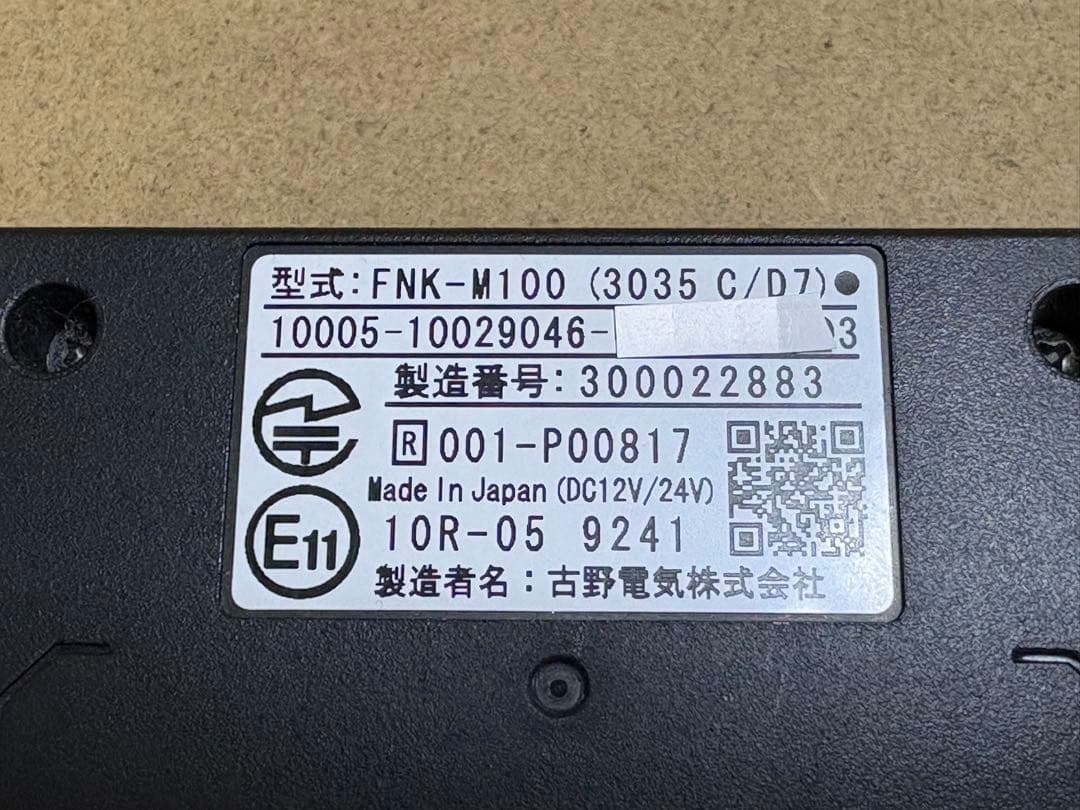 型式:FNK-M100 (3035 C/D7)●
10005-10029046-
製造番号:300022883
R 001-P00817
Made In Japan (DC12V/24V)
E11
10R-05 9241
製造者名:古野電気株式会社